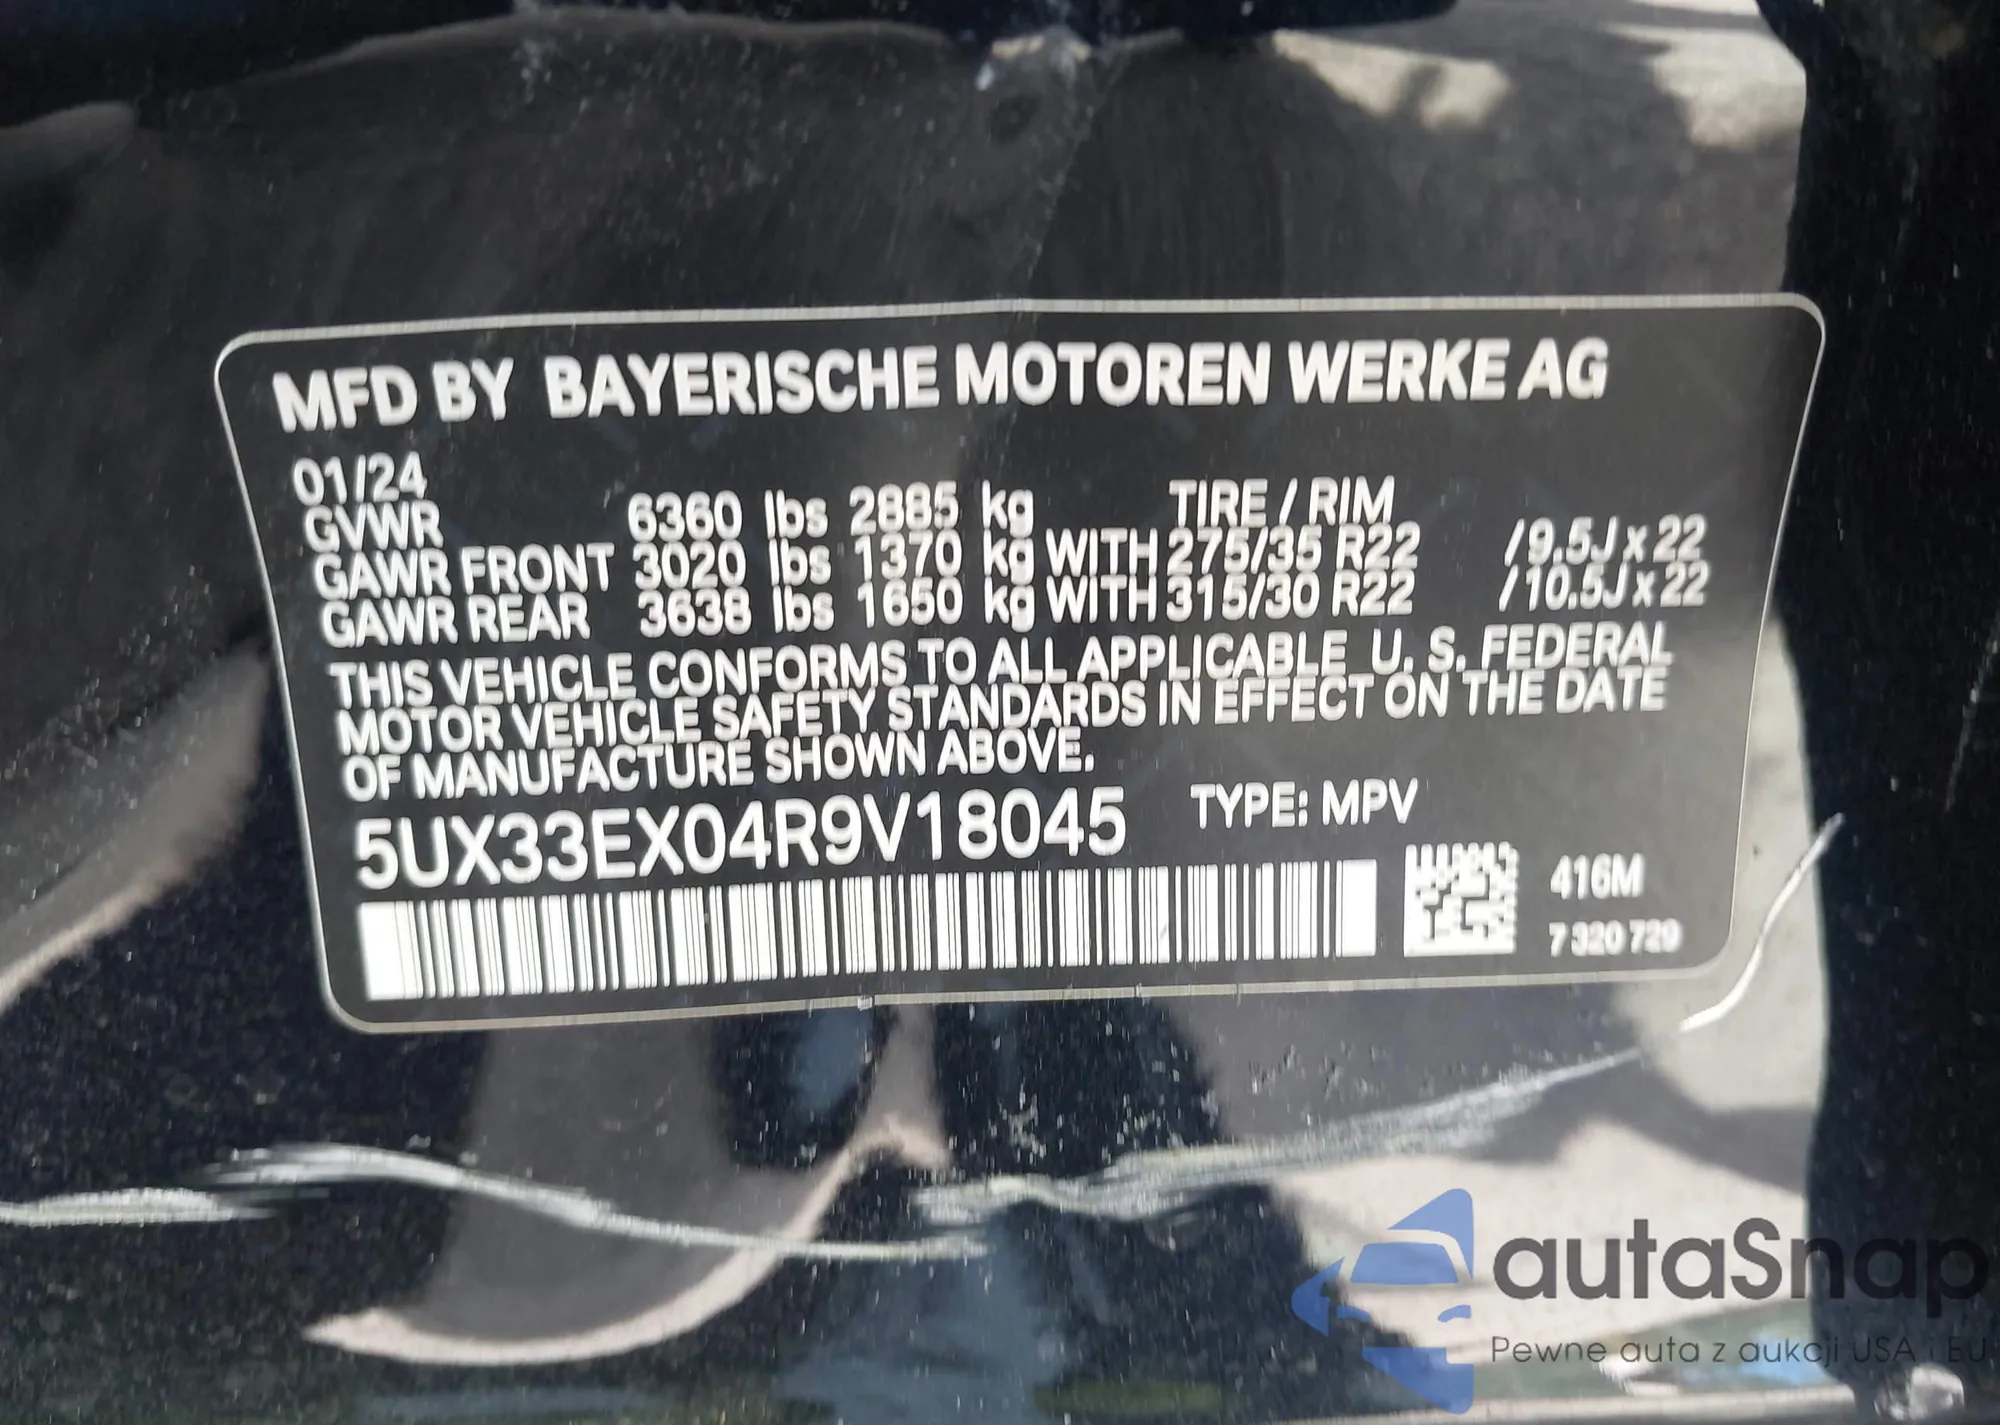 MFD BY BAYERISCHE MOTOREN WERKE AG
01/24 TIRE / RIM
GVWR 6360 lbs 2885 kg
GAWR FRONT 3020 lbs 1370 kg WITH 275/35 R22 /9.5J x 22
GAWR REAR 3638 lbs 1650 kg WITH 315/30 R22 /10.5J x 22
THIS VEHICLE CONFORMS TO ALL APPLICABLE U. S. FEDERAL
MOTOR VEHICLE SAFETY STANDARDS IN EFFECT ON THE DATE
OF MANUFACTURE SHOWN ABOVE.
5UX33EX04R9V18045 TYPE: MPV
416M
7 320 729
autaSnap
Pewne auta z aukcji USA i EU